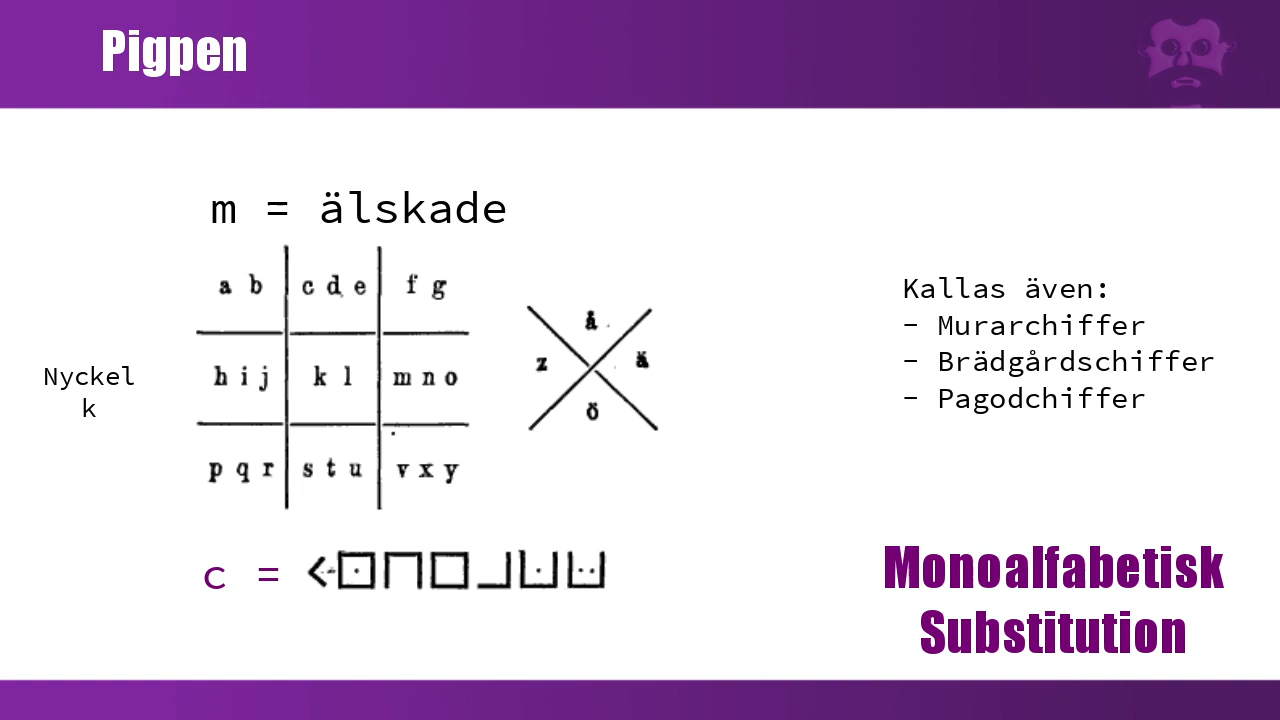 Pigpen
m = älskade
a b c d e f g
h i j k l m n o
p q r s t u v x y
å
z ä
ö
Nyckel
k
c =
Kallas även:
- Murarchiffer
- Brädgårdschiffer
- Pagodchiffer
Monoalfabetisk
Substitution